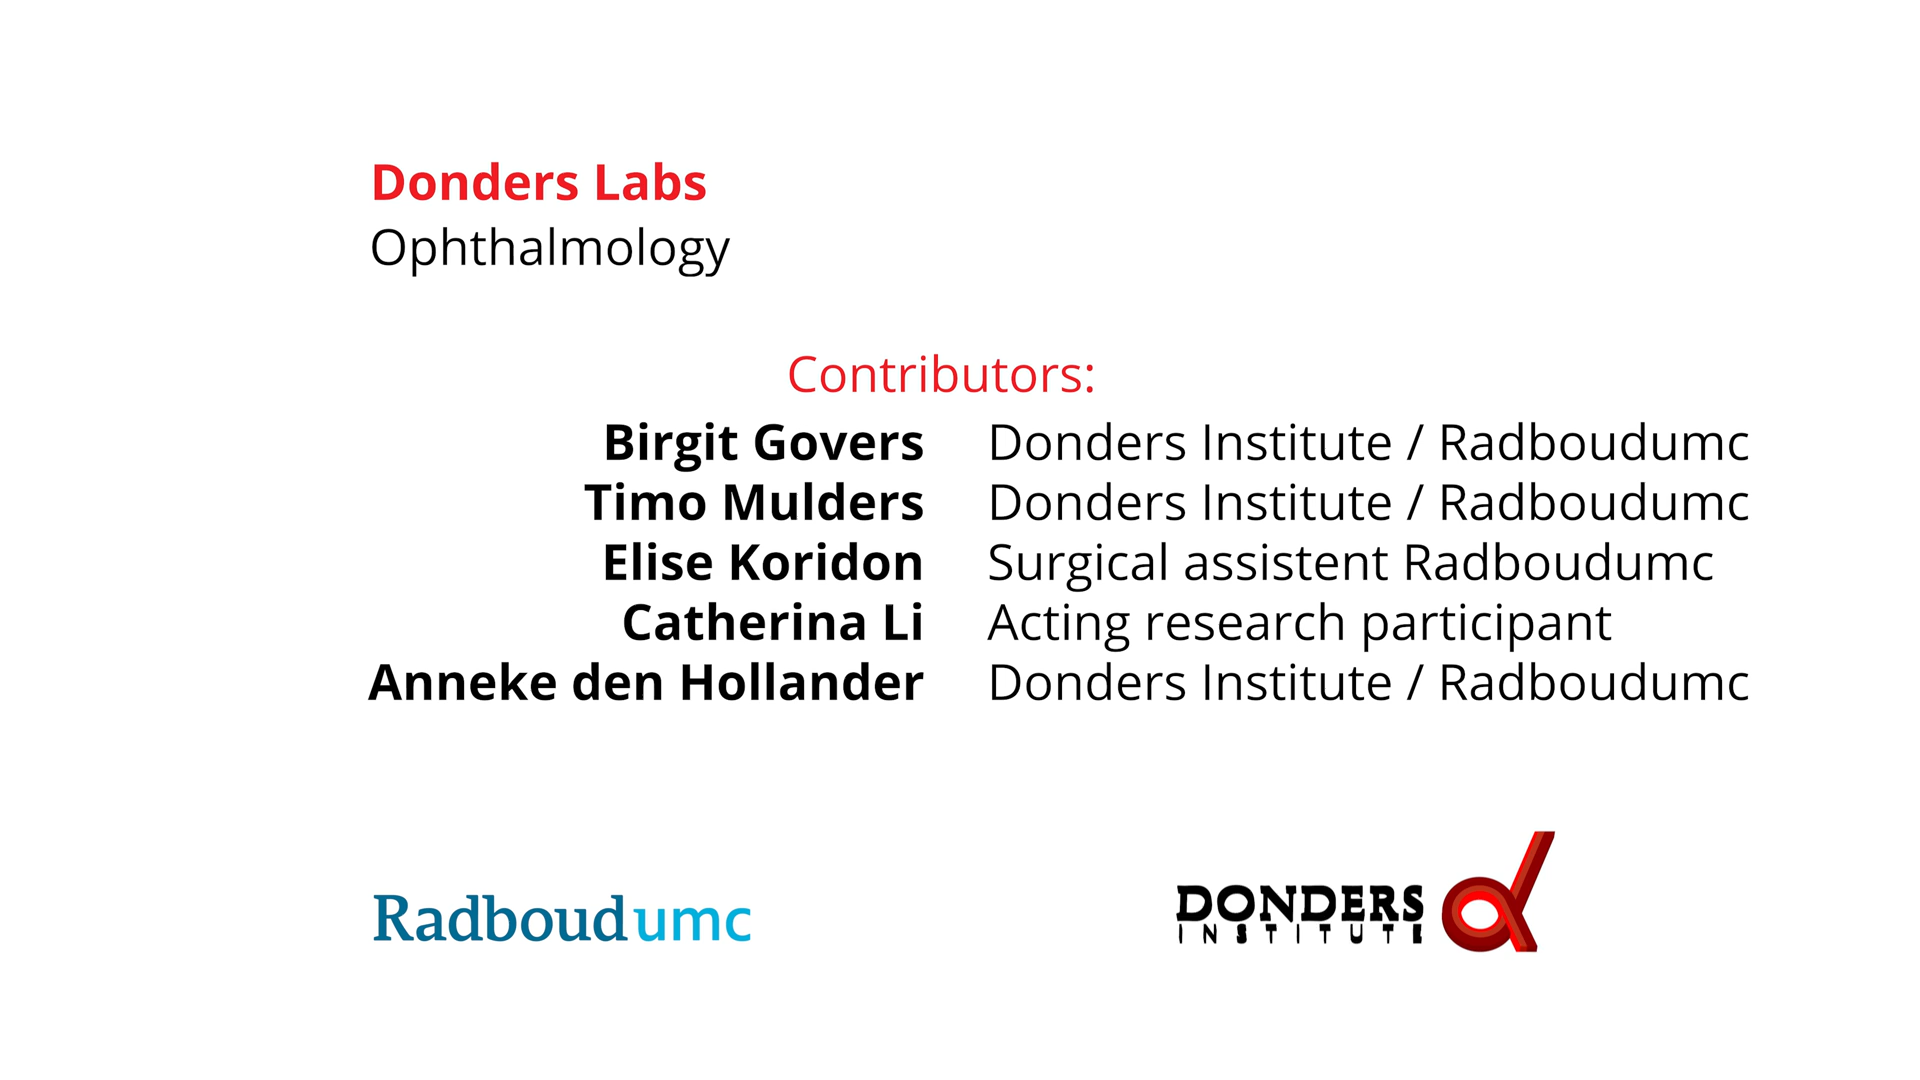 Donders Labs
Ophthalmology
Contributors:
Birgit Govers Donders Institute / Radboudumc
Timo Mulders Donders Institute / Radboudumc
Elise Koridon Surgical assistent Radboudumc
Catherina Li Acting research participant
Anneke den Hollander Donders Institute / Radboudumc
Radboudumc
DONDERS
INSTITUTE